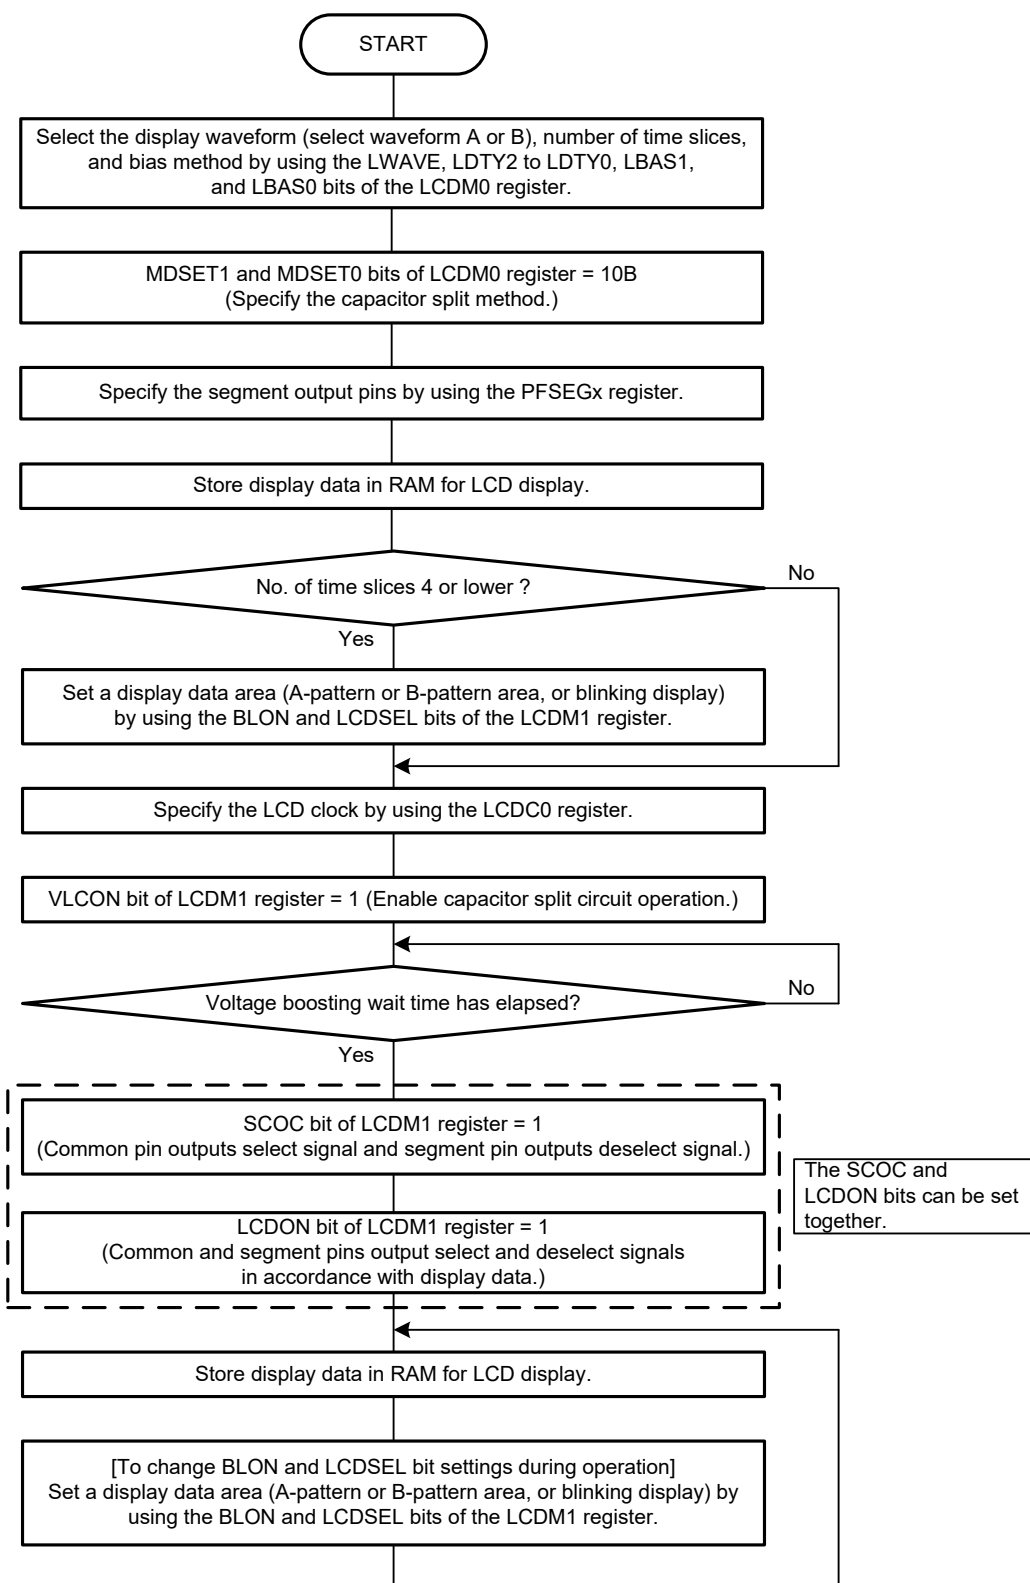 START
Select the display waveform (select waveform A or B), number of time slices,
and bias method by using the LWAVE, LDTY2 to LDTY0, LBAS1,
and LBAS0 bits of the LCDM0 register.
MDSET1 and MDSET0 bits of LCDM0 register = 10B
(Specify the capacitor split method.)
Specify the segment output pins by using the PFSEGx register.
Store display data in RAM for LCD display.
No. of time slices 4 or lower ?
No
Yes
Set a display data area (A-pattern or B-pattern area, or blinking display)
by using the BLON and LCDSEL bits of the LCDM1 register.
Specify the LCD clock by using the LCDC0 register.
VLCON bit of LCDM1 register = 1 (Enable capacitor split circuit operation.)
Voltage boosting wait time has elapsed?
No
Yes
SCOC bit of LCDM1 register = 1
(Common pin outputs select signal and segment pin outputs deselect signal.)
The SCOC and
LCDON bits can be set
together.
LCDON bit of LCDM1 register = 1
(Common and segment pins output select and deselect signals
in accordance with display data.)
Store display data in RAM for LCD display.
[To change BLON and LCDSEL bit settings during operation]
Set a display data area (A-pattern or B-pattern area, or blinking display) by
using the BLON and LCDSEL bits of the LCDM1 register.